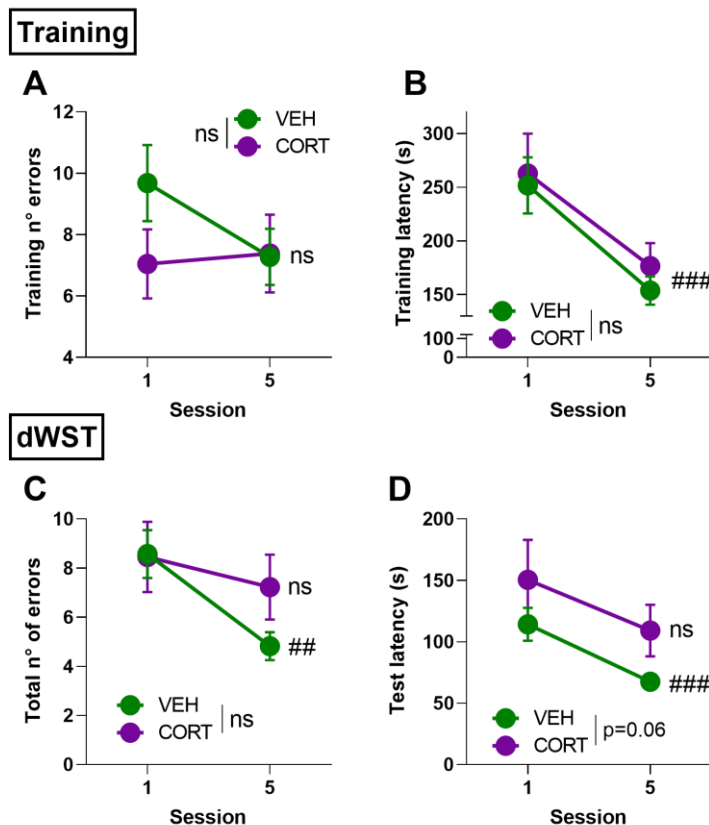 Training
A
B
Training n° errors
12
10
8
6
4
ns
VEH
CORT
ns
1
5
Session
Training latency (s)
300
250
200
150
100
0
VEH
CORT
ns
###
1
5
Session
dWST
C
D
Total n° of errors
10
8
6
4
2
0
ns
##
VEH
CORT
ns
1
5
Session
Test latency (s)
200
150
100
50
0
ns
###
VEH
CORT
p=0.06
1
5
Session